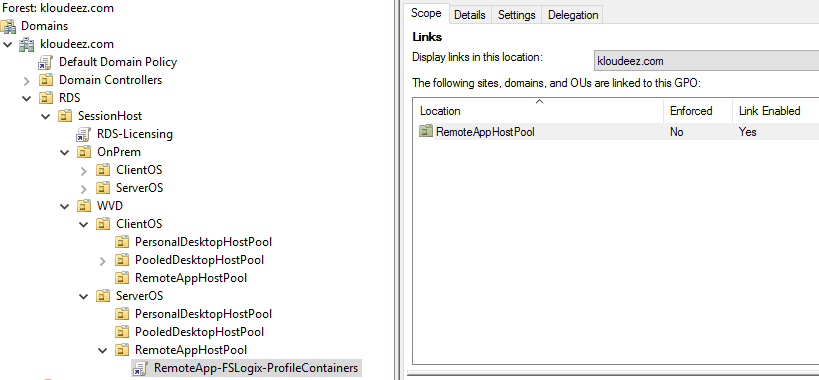 Forest: kloudeez.com
Domains
kloudeez.com
Default Domain Policy
Domain Controllers
RDS
SessionHost
RDS-Licensing
OnPrem
ClientOS
ServerOS
WVD
ClientOS
PersonalDesktopHostPool
PooledDesktopHostPool
RemoteAppHostPool
ServerOS
PersonalDesktopHostPool
PooledDesktopHostPool
RemoteAppHostPool
RemoteApp-FSLogix-ProfileContainers
Scope Details Settings Delegation
Links
Display links in this location: kloudeez.com
The following sites, domains, and OUs are linked to this GPO:
Location Enforced Link Enabled
RemoteAppHostPool No Yes